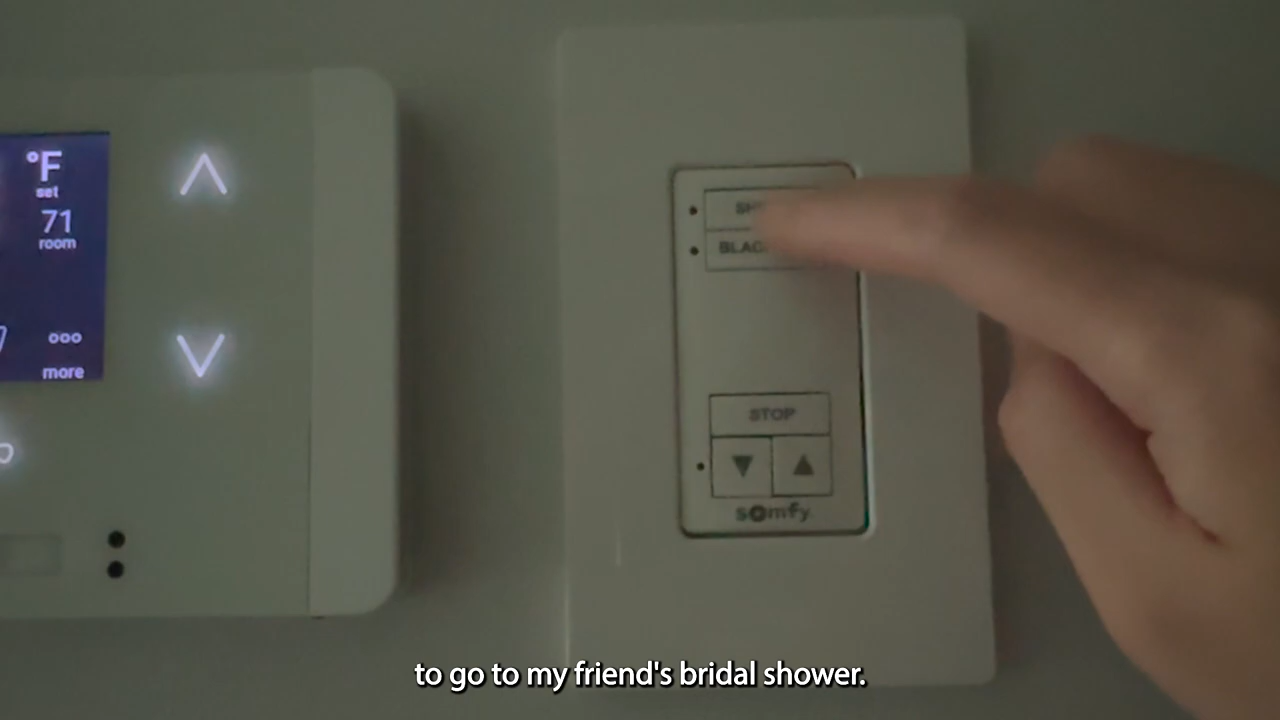 °F
set
71
room
more
STOP
somfy
to go to my friend's bridal shower.